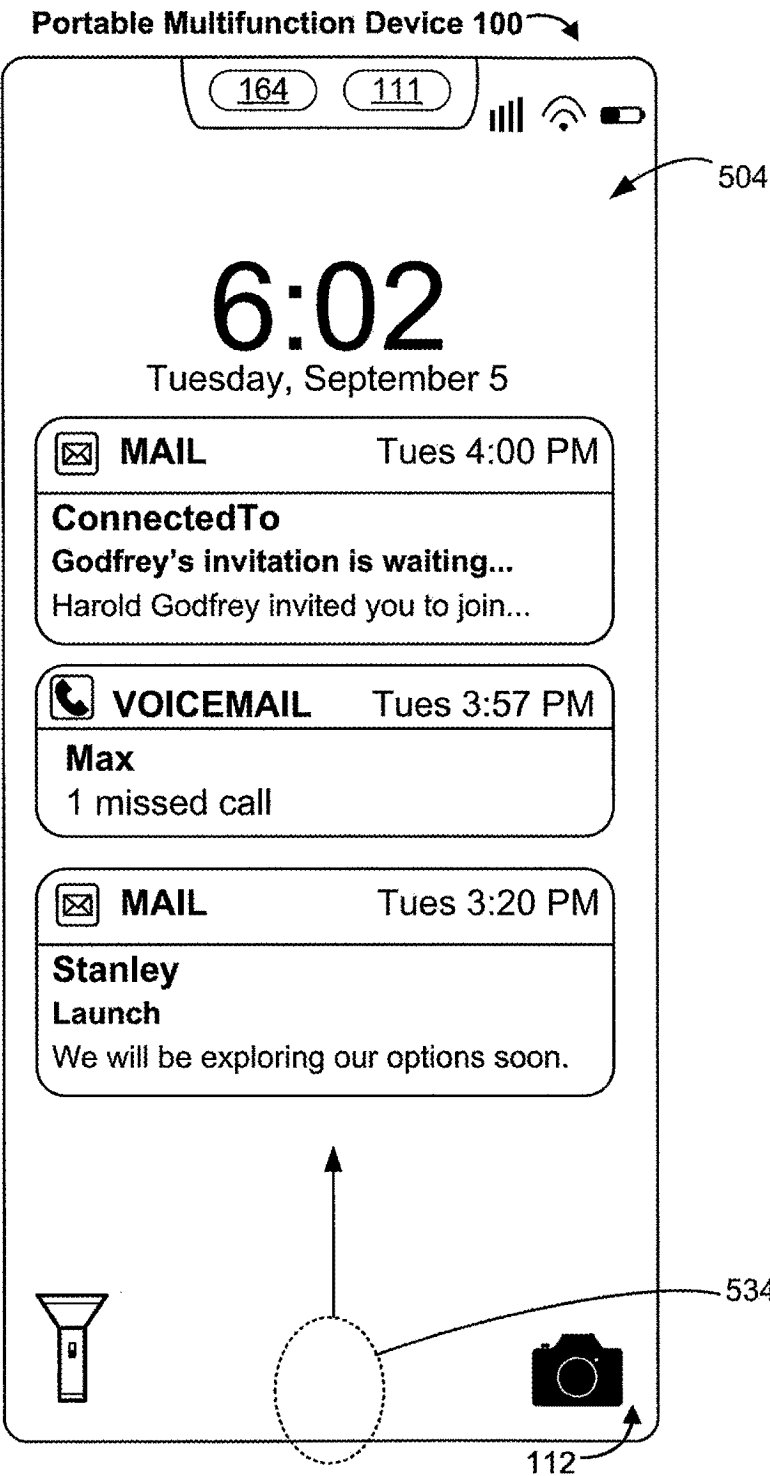 Portable Multifunction Device 100
164 111
504
6:02
Tuesday, September 5
MAIL Tues 4:00 PM
ConnectedTo
Godfrey's invitation is waiting...
Harold Godfrey invited you to join...
VOICEMAIL Tues 3:57 PM
Max
1 missed call
MAIL Tues 3:20 PM
Stanley
Launch
We will be exploring our options soon.
534
112